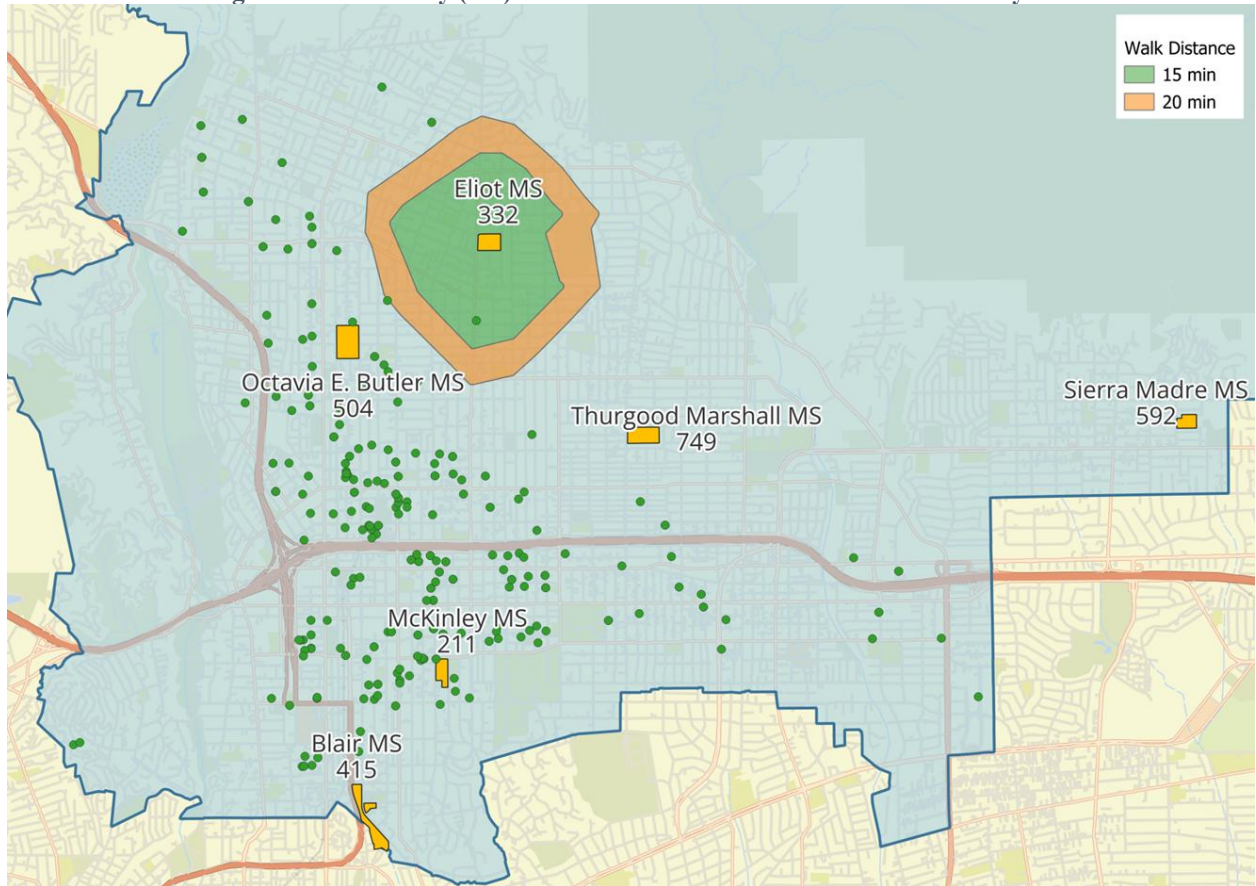 Walk Distance
15 min
20 min
Eliot MS
332
Octavia E. Butler MS
504
Thurgood Marshall MS
749
Sierra Madre MS
592
McKinley MS
211
Blair MS
415